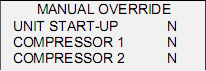 MANUAL OVERRIDE
UNIT START-UP N
COMPRESSOR 1 N
COMPRESSOR 2 N